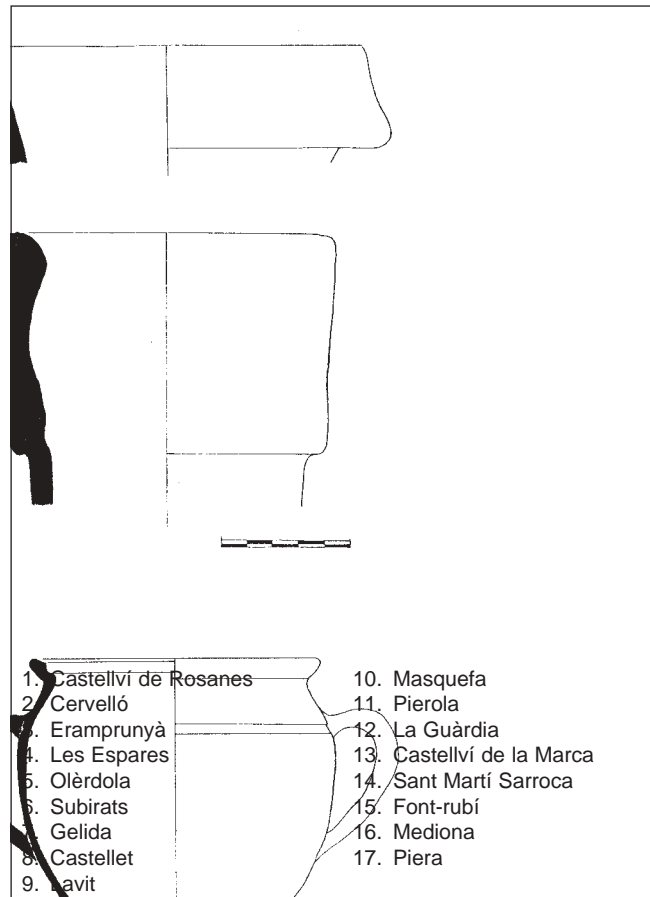 1. Castellví de Rosanes
2. Cervelló
3. Eramprunyà
4. Les Espares
5. Olèrdola
6. Subirats
7. Gelida
8. Castellet
9. Lavit
10. Masquefa
11. Pierola
12. La Guàrdia
13. Castellví de la Marca
14. Sant Martí Sarroca
15. Font-rubí
16. Mediona
17. Piera